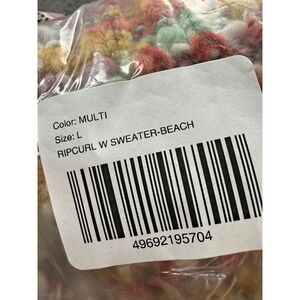 Color: MULTI
Size: L
RIPCURL W SWEATER-BEACH
49692195704